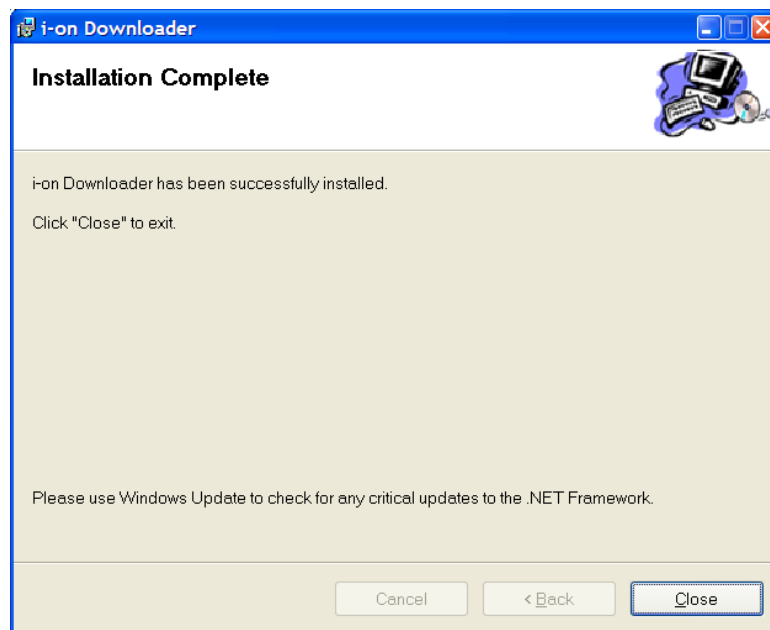 i-on Downloader
Installation Complete
i-on Downloader has been successfully installed.
Click "Close" to exit.
Please use Windows Update to check for any critical updates to the .NET Framework.
Cancel
< Back
Close